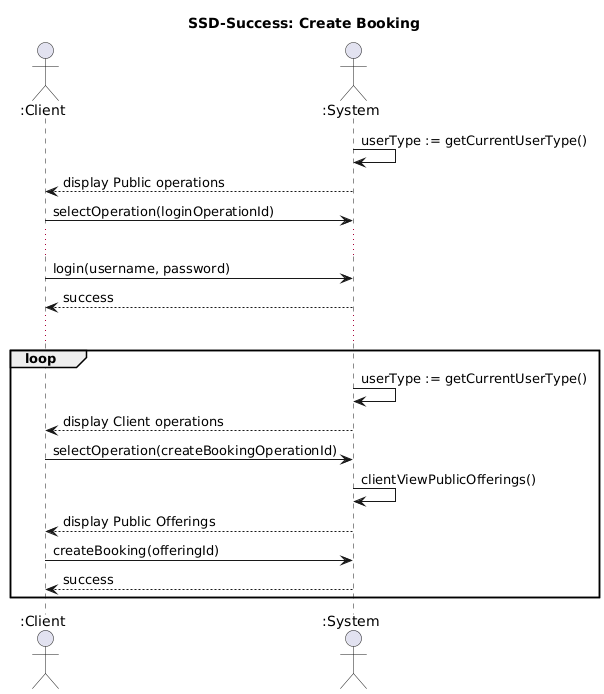 SSD-Success: Create Booking
:Client
:System
userType := getCurrentUserType()
display Public operations
selectOperation(loginOperationId)
login(username, password)
success
loop
userType := getCurrentUserType()
display Client operations
selectOperation(createBookingOperationId)
clientViewPublicOfferings()
display Public Offerings
createBooking(offeringId)
success
:Client
:System